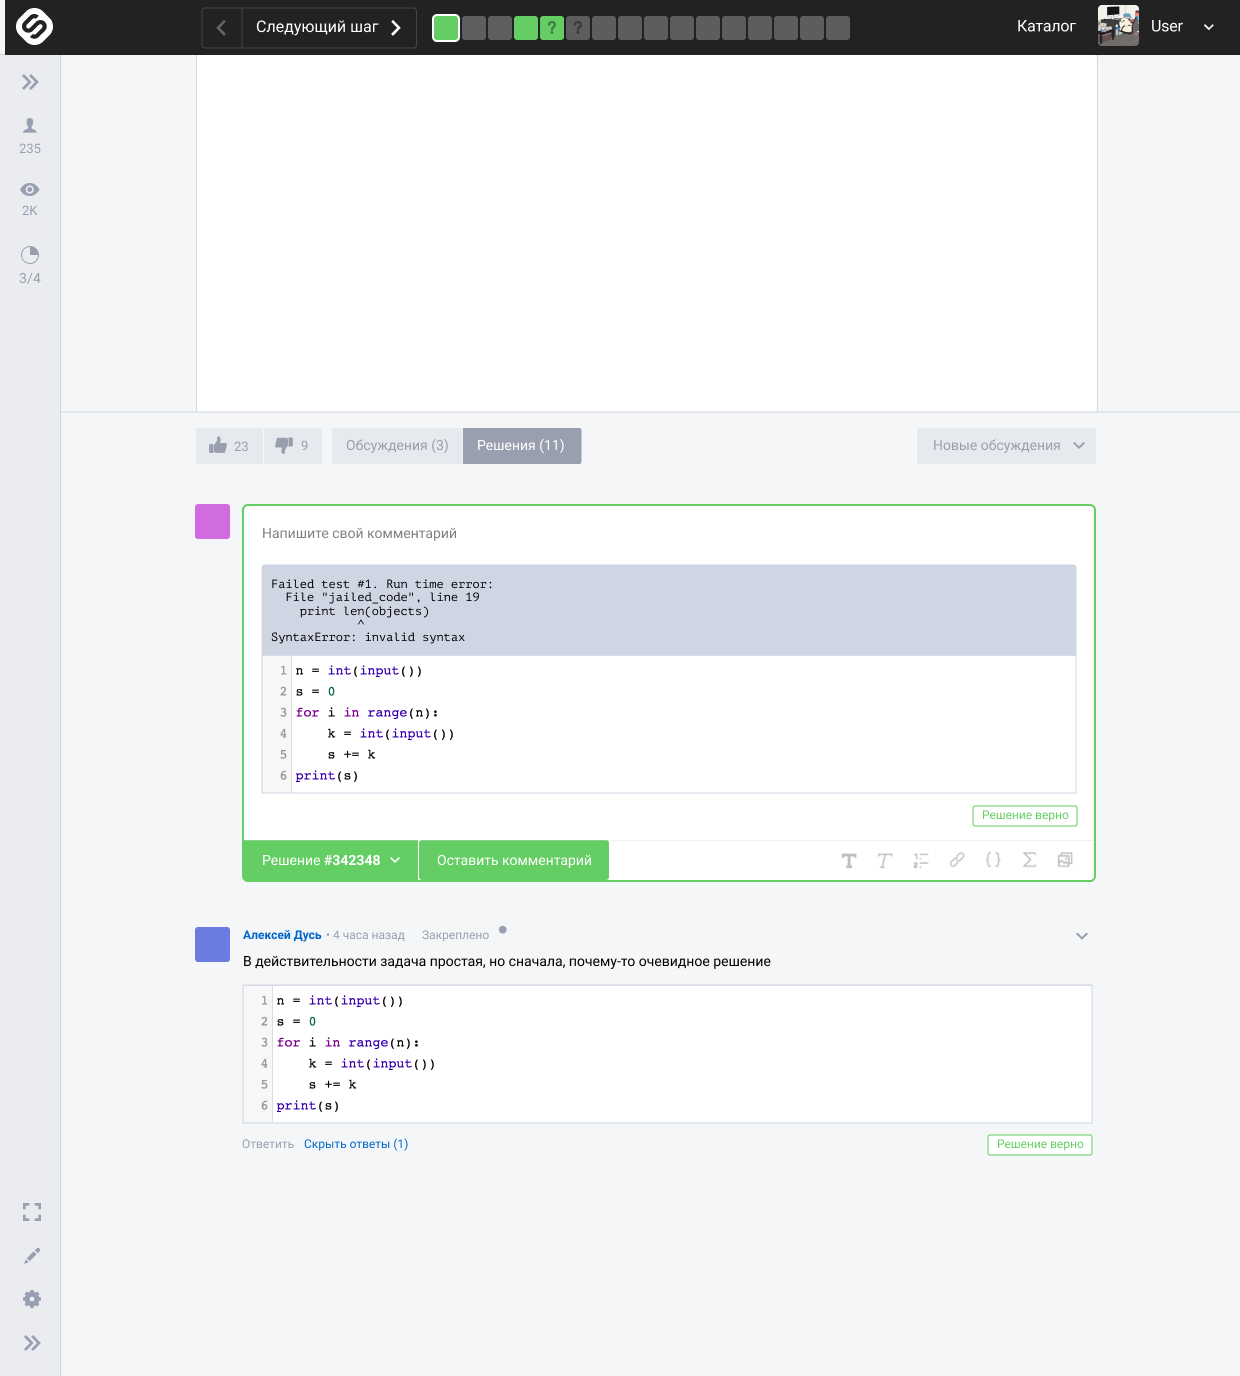 Следующий шаг
?
?
Каталог
User
235
2K
3/4
23
9
Обсуждения (3)
Решения (11)
Новые обсуждения
Напишите свой комментарий
Failed test #1. Run time error:
File "jailed_code", line 19
print len(objects)
^
SyntaxError: invalid syntax
1 n = int(input())
2 s = 0
3 for i in range(n):
4     k = int(input())
5     s += k
6 print(s)
Решение верно
Решение #342348
Оставить комментарий
Алексей Дусь • 4 часа назад Закреплено
В действительности задача простая, но сначала, почему-то очевидное решение
1 n = int(input())
2 s = 0
3 for i in range(n):
4     k = int(input())
5     s += k
6 print(s)
Ответить Скрыть ответы (1)
Решение верно